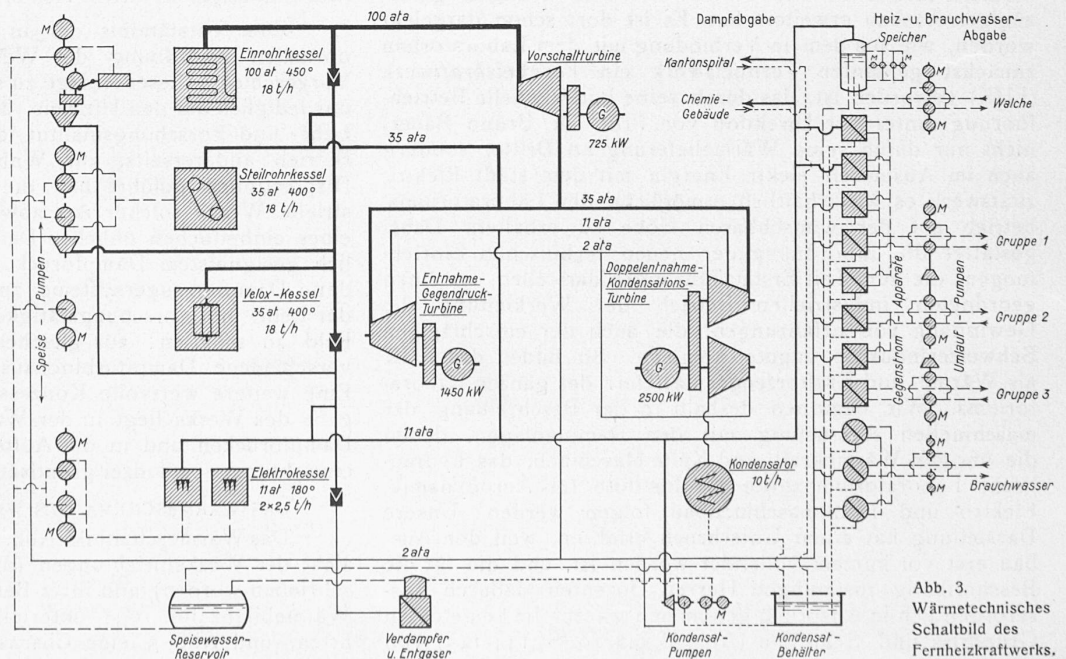 100 ata
Dampfabgabe
Heiz-u. Brauchwasser-
Abgabe
Speicher
M
M
Einrohrkessel
100 at 450°
18 t/h
Vorschaltturbine
G
725 kW
Kantonspital
Chemie-
Gebäude
Walche
35 ata
Steilrohrkessel
35 at 400°
18 t/h
35 ata
11 ata
2 ata
Gruppe 1
Speise - Pumpen
Velox-Kessel
35 at 400°
18 t/h
Entnahme-
Gegendruck-
Turbine
G
1450 kW
Doppelentnahme-
Kondensations-
Turbine
G
2500 kW
Gegenstrom - Apparate
Umlauf - Pumpen
Gruppe 2
Gruppe 3
11 ata
Elektrokessel
11 at 180°
2×2,5 t/h
Kondensator
10 t/h
Brauchwasser
2 ata
Speisewasser-
Reservoir
Verdampfer
u. Entgaser
Kondensat-
Pumpen
Kondensat-
Behälter
Abb. 3
Wärmetechnisches
Schaltbild des
Fernheizkraftwerks.